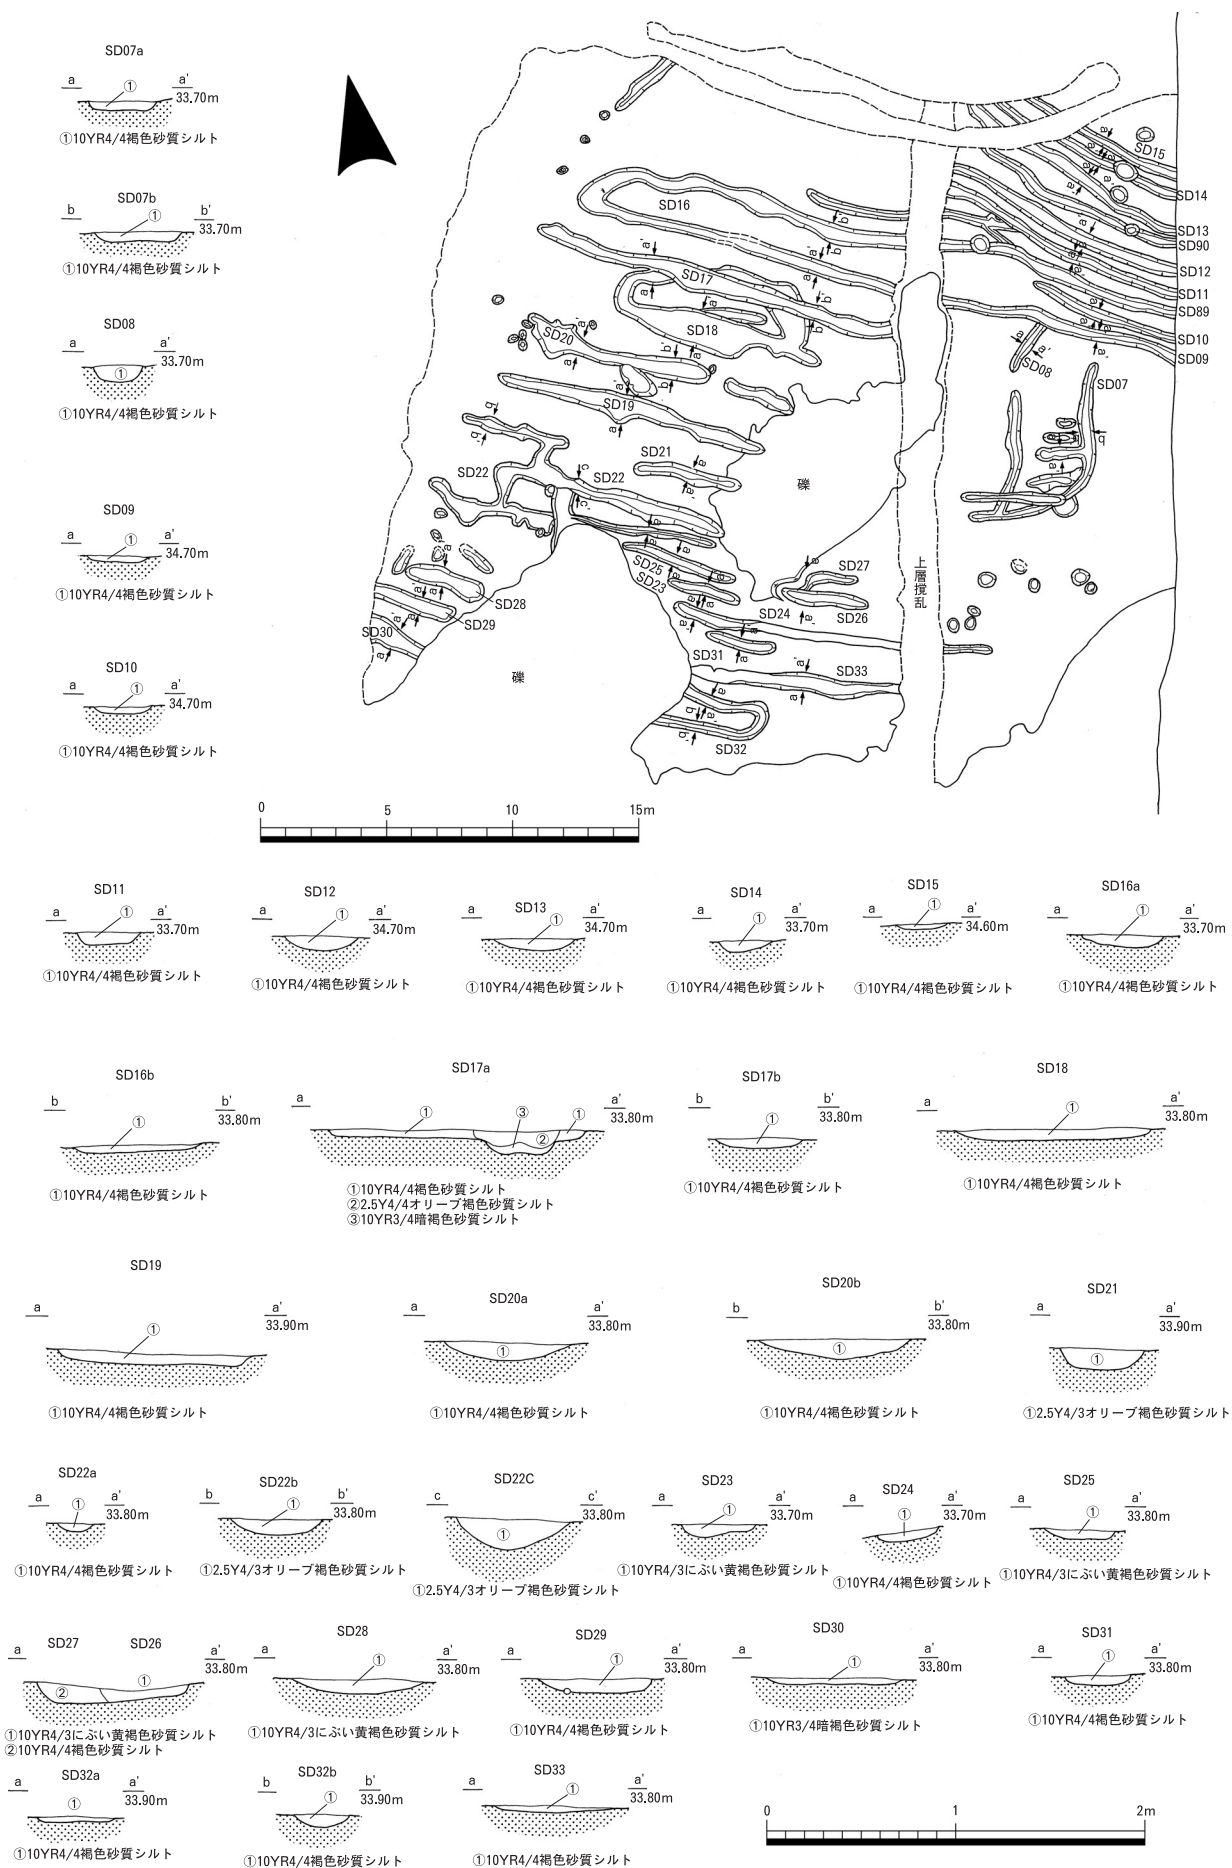 SD07a
a ① a'
33.70m
①10YR4/4褐色砂質シルト
SD07b
b ① b'
33.70m
①10YR4/4褐色砂質シルト
SD08
a a'
33.70m
①
①10YR4/4褐色砂質シルト
SD09
a ① a'
34.70m
①10YR4/4褐色砂質シルト
SD10
a ① a'
34.70m
①10YR4/4褐色砂質シルト
SD15
SD14
SD13
SD90
SD12
SD11
SD89
SD10
SD09
SD08
SD07
SD16
SD17
SD18
SD20
SD19
SD21
SD22
SD22
SD25
SD23
SD24
SD27
SD26
SD28
SD29
SD30
SD31
SD33
SD32
礫
礫
上層撹乱
0 5 10 15m
SD11
a ① a'
33.70m
①10YR4/4褐色砂質シルト
SD12
a ① a'
34.70m
①10YR4/4褐色砂質シルト
SD13
a ① a'
34.70m
①10YR4/4褐色砂質シルト
SD14
a ① a'
33.70m
①10YR4/4褐色砂質シルト
SD15
a ① a'
34.60m
①10YR4/4褐色砂質シルト
SD16a
a ① a'
33.70m
①10YR4/4褐色砂質シルト
SD16b
b ① b'
33.80m
①10YR4/4褐色砂質シルト
SD17a
a ① ③ ① a'
33.80m
②
①10YR4/4褐色砂質シルト
②2.5Y4/4オリーブ褐色砂質シルト
③10YR3/4暗褐色砂質シルト
SD17b
b ① b'
33.80m
①10YR4/4褐色砂質シルト
SD18
a ① a'
33.80m
①10YR4/4褐色砂質シルト
SD19
a ① a'
33.90m
①10YR4/4褐色砂質シルト
SD20a
a a'
33.80m
①
①10YR4/4褐色砂質シルト
SD20b
b b'
33.80m
①
①10YR4/4褐色砂質シルト
SD21
a a'
33.90m
①
①2.5Y4/3オリーブ褐色砂質シルト
SD22a
a ① a'
33.80m
①10YR4/4褐色砂質シルト
SD22b
b ① b'
33.80m
①2.5Y4/3オリーブ褐色砂質シルト
SD22C
c c'
33.80m
①
①2.5Y4/3オリーブ褐色砂質シルト
SD23
a ① a'
33.70m
①10YR4/3にぶい黄褐色砂質シルト
SD24
a ① a'
33.70m
①10YR4/4褐色砂質シルト
SD25
a ① a'
33.80m
①10YR4/3にぶい黄褐色砂質シルト
SD27 SD26
a ① a'
33.80m
②
①10YR4/3にぶい黄褐色砂質シルト
②10YR4/4褐色砂質シルト
SD28
a ① a'
33.80m
①10YR4/3にぶい黄褐色砂質シルト
SD29
a ① a'
33.80m
①10YR4/4褐色砂質シルト
SD30
a ① a'
33.80m
①10YR3/4暗褐色砂質シルト
SD31
a ① a'
33.80m
①10YR4/4褐色砂質シルト
SD32a
a ① a'
33.90m
①10YR4/4褐色砂質シルト
SD32b
b ① b'
33.90m
①10YR4/4褐色砂質シルト
SD33
a ① a'
33.80m
①10YR4/4褐色砂質シルト
0 1 2m